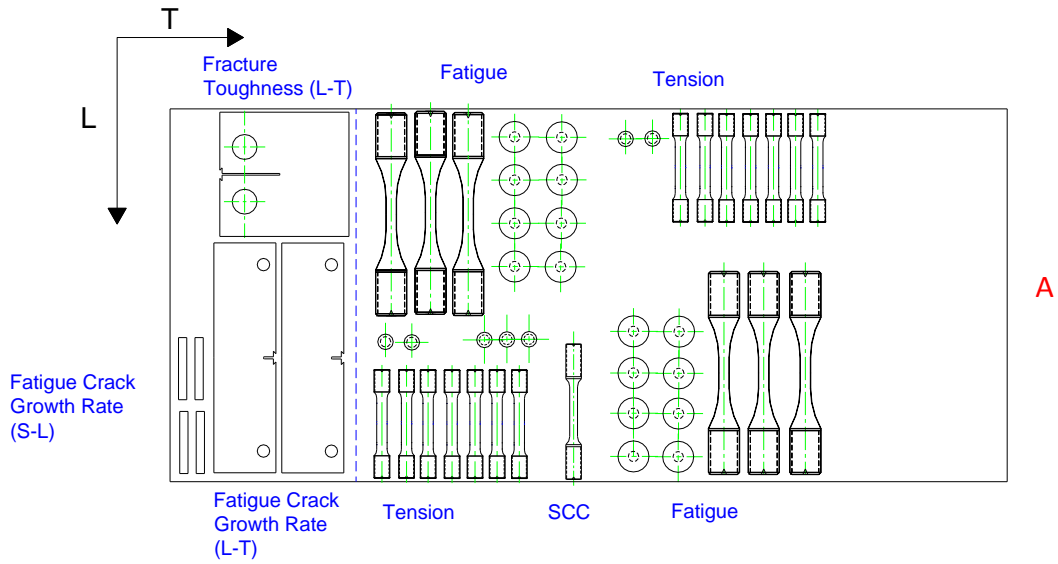 T
L
Fracture
Toughness (L-T)
Fatigue
Tension
A
Fatigue Crack
Growth Rate
(S-L)
Fatigue Crack
Growth Rate
(L-T)
Tension
SCC
Fatigue